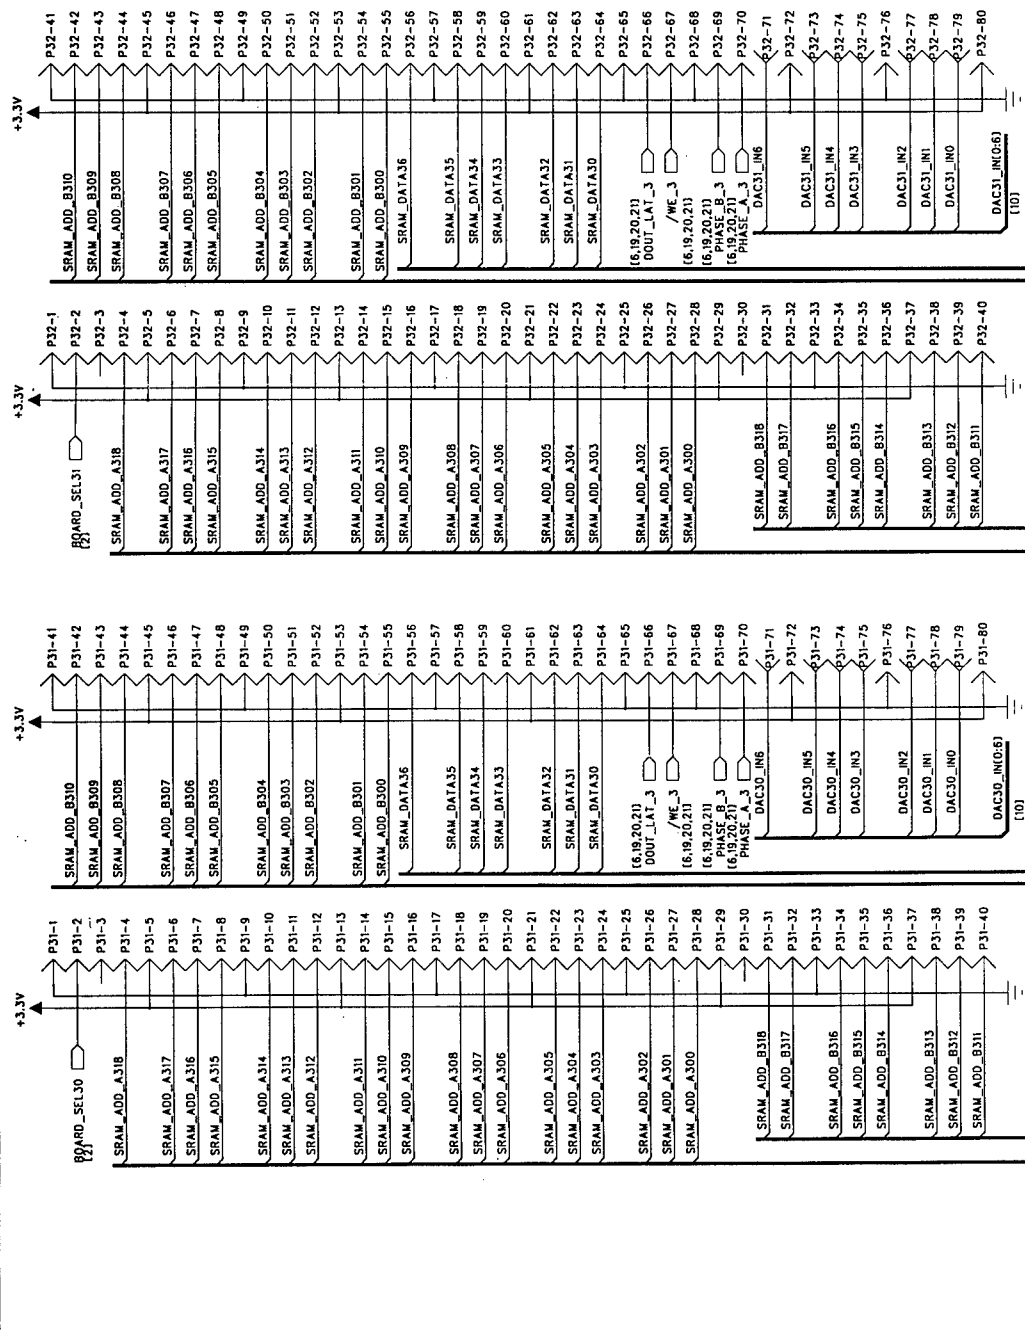 +3.3V
P32-41
P32-42
P32-43
P32-44
P32-45
P32-46
P32-47
P32-48
P32-49
P32-50
P32-51
P32-52
P32-53
P32-54
P32-55
P32-56
P32-57
P32-58
P32-59
P32-60
P32-61
P32-62
P32-63
P32-64
P32-65
P32-66
P32-67
P32-68
P32-69
P32-70
P32-71
P32-72
P32-73
P32-74
P32-75
P32-76
P32-77
P32-78
P32-79
P32-80
SRAM_ADD_B310
SRAM_ADD_B309
SRAM_ADD_B308
SRAM_ADD_B307
SRAM_ADD_B306
SRAM_ADD_B305
SRAM_ADD_B304
SRAM_ADD_B303
SRAM_ADD_B302
SRAM_ADD_B301
SRAM_ADD_B300
SRAM_DATA36
SRAM_DATA35
SRAM_DATA34
SRAM_DATA33
SRAM_DATA32
SRAM_DATA31
SRAM_DATA30
[6,19,20,21]
DOUT_LAT_3
/WE_3
[6,19,20,21]
[6,19,20,21]
PHASE_B_3
[6,19,20,21]
PHASE_A_3
DAC31_IN6
DAC31_IN5
DAC31_IN4
DAC31_IN3
DAC31_IN2
DAC31_IN1
DAC31_IN0
DAC31_IN[0:6]
[10]
+3.3V
P32-1
P32-2
P32-3
P32-4
P32-5
P32-6
P32-7
P32-8
P32-9
P32-10
P32-11
P32-12
P32-13
P32-14
P32-15
P32-16
P32-17
P32-18
P32-19
P32-20
P32-21
P32-22
P32-23
P32-24
P32-25
P32-26
P32-27
P32-28
P32-29
P32-30
P32-31
P32-32
P32-33
P32-34
P32-35
P32-36
P32-37
P32-38
P32-39
P32-40
BOARD_SEL31
[2]
SRAM_ADD_A318
SRAM_ADD_A317
SRAM_ADD_A316
SRAM_ADD_A315
SRAM_ADD_A314
SRAM_ADD_A313
SRAM_ADD_A312
SRAM_ADD_A311
SRAM_ADD_A310
SRAM_ADD_A309
SRAM_ADD_A308
SRAM_ADD_A307
SRAM_ADD_A306
SRAM_ADD_A305
SRAM_ADD_A304
SRAM_ADD_A303
SRAM_ADD_A302
SRAM_ADD_A301
SRAM_ADD_A300
SRAM_ADD_B318
SRAM_ADD_B317
SRAM_ADD_B316
SRAM_ADD_B315
SRAM_ADD_B314
SRAM_ADD_B313
SRAM_ADD_B312
SRAM_ADD_B311
+3.3V
P31-41
P31-42
P31-43
P31-44
P31-45
P31-46
P31-47
P31-48
P31-49
P31-50
P31-51
P31-52
P31-53
P31-54
P31-55
P31-56
P31-57
P31-58
P31-59
P31-60
P31-61
P31-62
P31-63
P31-64
P31-65
P31-66
P31-67
P31-68
P31-69
P31-70
P31-71
P31-72
P31-73
P31-74
P31-75
P31-76
P31-77
P31-78
P31-79
P31-80
SRAM_ADD_B310
SRAM_ADD_B309
SRAM_ADD_B308
SRAM_ADD_B307
SRAM_ADD_B306
SRAM_ADD_B305
SRAM_ADD_B304
SRAM_ADD_B303
SRAM_ADD_B302
SRAM_ADD_B301
SRAM_ADD_B300
SRAM_DATA36
SRAM_DATA35
SRAM_DATA34
SRAM_DATA33
SRAM_DATA32
SRAM_DATA31
SRAM_DATA30
[6,19,20,21]
DOUT_LAT_3
/WE_3
[6,19,20,21]
[6,19,20,21]
PHASE_B_3
[6,19,20,21]
PHASE_A_3
DAC30_IN6
DAC30_IN5
DAC30_IN4
DAC30_IN3
DAC30_IN2
DAC30_IN1
DAC30_IN0
DAC30_IN[0:6]
[10]
+3.3V
P31-1
P31-2
P31-3
P31-4
P31-5
P31-6
P31-7
P31-8
P31-9
P31-10
P31-11
P31-12
P31-13
P31-14
P31-15
P31-16
P31-17
P31-18
P31-19
P31-20
P31-21
P31-22
P31-23
P31-24
P31-25
P31-26
P31-27
P31-28
P31-29
P31-30
P31-31
P31-32
P31-33
P31-34
P31-35
P31-36
P31-37
P31-38
P31-39
P31-40
BOARD_SEL30
[2]
SRAM_ADD_A318
SRAM_ADD_A317
SRAM_ADD_A316
SRAM_ADD_A315
SRAM_ADD_A314
SRAM_ADD_A313
SRAM_ADD_A312
SRAM_ADD_A311
SRAM_ADD_A310
SRAM_ADD_A309
SRAM_ADD_A308
SRAM_ADD_A307
SRAM_ADD_A306
SRAM_ADD_A305
SRAM_ADD_A304
SRAM_ADD_A303
SRAM_ADD_A302
SRAM_ADD_A301
SRAM_ADD_A300
SRAM_ADD_B318
SRAM_ADD_B317
SRAM_ADD_B316
SRAM_ADD_B315
SRAM_ADD_B314
SRAM_ADD_B313
SRAM_ADD_B312
SRAM_ADD_B311